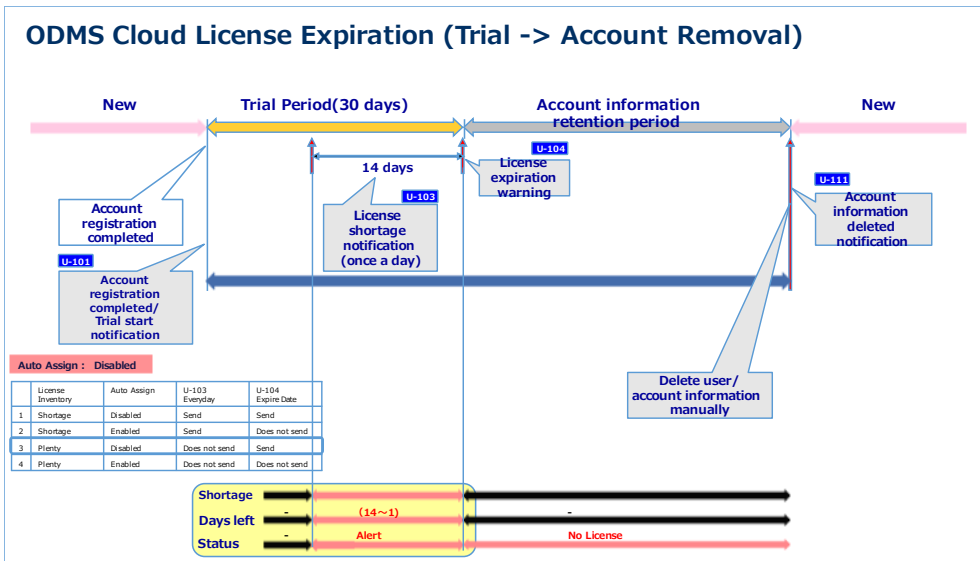 ODMS Cloud License Expiration (Trial -> Account Removal)
New
Trial Period(30 days)
Account information
retention period
New
14 days
U-104
License
expiration
warning
U-103
License
shortage
notification
(once a day)
U-111
Account
information
deleted
notification
Account
registration
completed
U-101
Account
registration
completed/
Trial start
notification
Delete user/
account information
manually
Auto Assign : Disabled
License Inventory Auto Assign U-103 Everyday U-104 Expire Date
1 Shortage Disabled Send Send
2 Shortage Enabled Send Does not send
3 Plenty Disabled Does not send Send
4 Plenty Enabled Does not send Does not send
Shortage
Days left - (14～1) -
Status - Alert No License